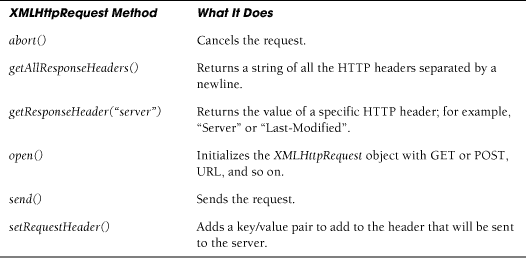 XMLHttpRequest Method What It Does
abort() Cancels the request.
getAllResponseHeaders() Returns a string of all the HTTP headers separated by a
newline.
getResponseHeader(“server”) Returns the value of a specific HTTP header; for example,
“Server” or “Last-Modified”.
open() Initializes the XMLHttpRequest object with GET or POST,
URL, and so on.
send() Sends the request.
setRequestHeader() Adds a key/value pair to add to the header that will be sent
to the server.